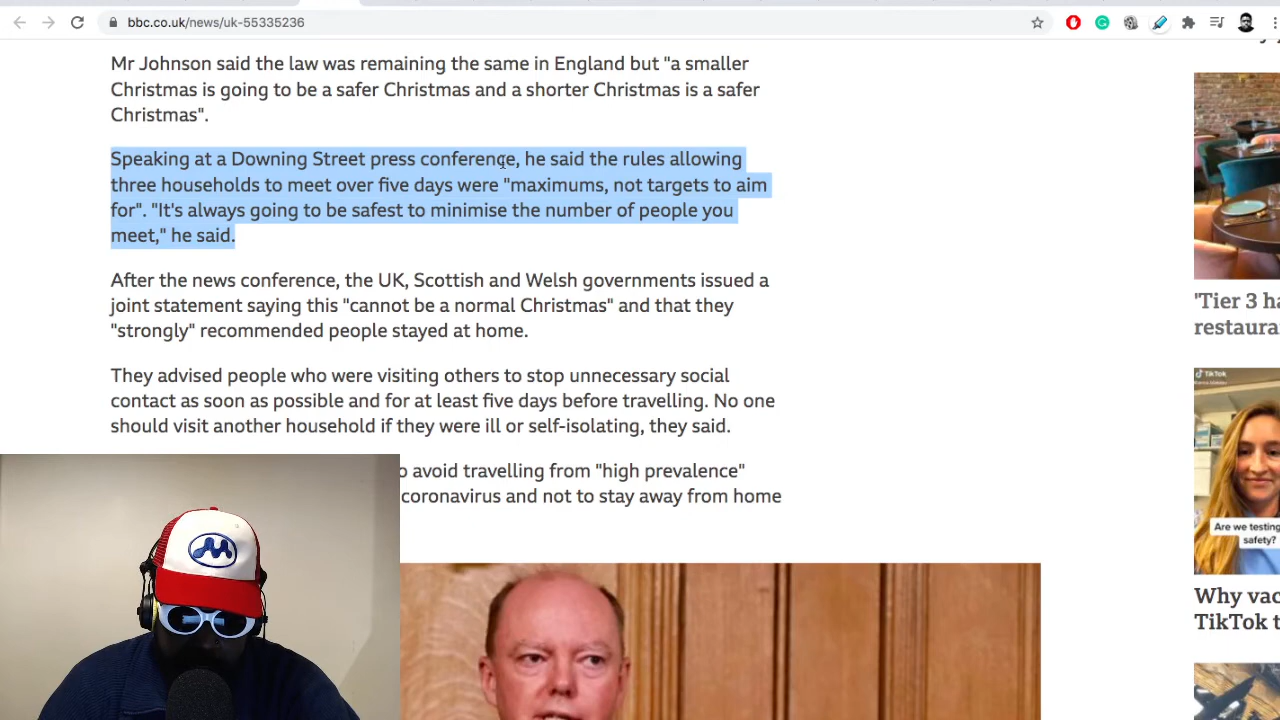 bbc.co.uk/news/uk-55335236
Mr Johnson said the law was remaining the same in England but "a smaller
Christmas is going to be a safer Christmas and a shorter Christmas is a safer
Christmas".
Speaking at a Downing Street press conference, he said the rules allowing
three households to meet over five days were "maximums, not targets to aim
for". "It's always going to be safest to minimise the number of people you
meet," he said.
After the news conference, the UK, Scottish and Welsh governments issued a
joint statement saying this "cannot be a normal Christmas" and that they
"strongly" recommended people stayed at home.
They advised people who were visiting others to stop unnecessary social
contact as soon as possible and for at least five days before travelling. No one
should visit another household if they were ill or self-isolating, they said.
o avoid travelling from "high prevalence"
coronavirus and not to stay away from home
'Tier 3 ha
restaura
TikTok
Are we testing
safety?
Why vac
TikTok t
M